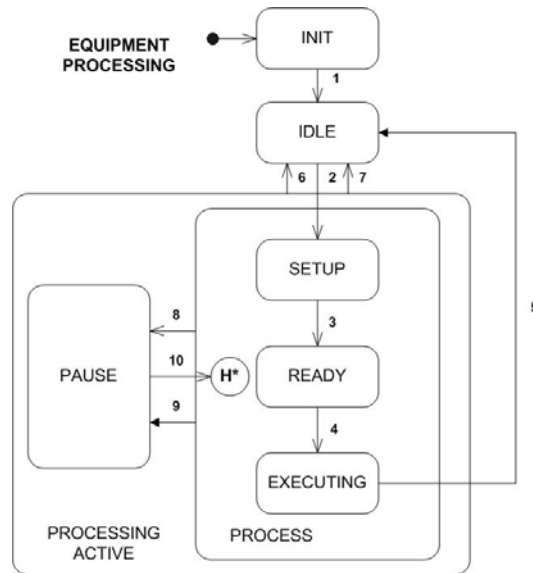 INIT
EQUIPMENT
PROCESSING
1
IDLE
6 2 7
SETUP
8 3
PAUSE 10 H* READY
9 4
EXECUTING
PROCESSING
ACTIVE
PROCESS